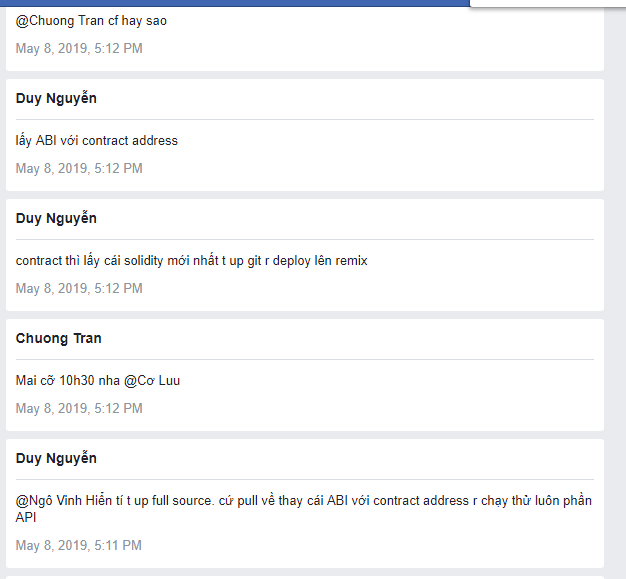 @Chuong Tran cf hay sao
May 8, 2019, 5:12 PM
Duy Nguyễn
lấy ABI với contract address
May 8, 2019, 5:12 PM
Duy Nguyễn
contract thì lấy cái solidity mới nhất t up git r deploy lên remix
May 8, 2019, 5:12 PM
Chuong Tran
Mai cỡ 10h30 nha @Cơ Luu
May 8, 2019, 5:12 PM
Duy Nguyễn
@Ngô Vinh Hiển tí t up full source. cứ pull về thay cái ABI với contract address r chạy thử luôn phần
API
May 8, 2019, 5:11 PM